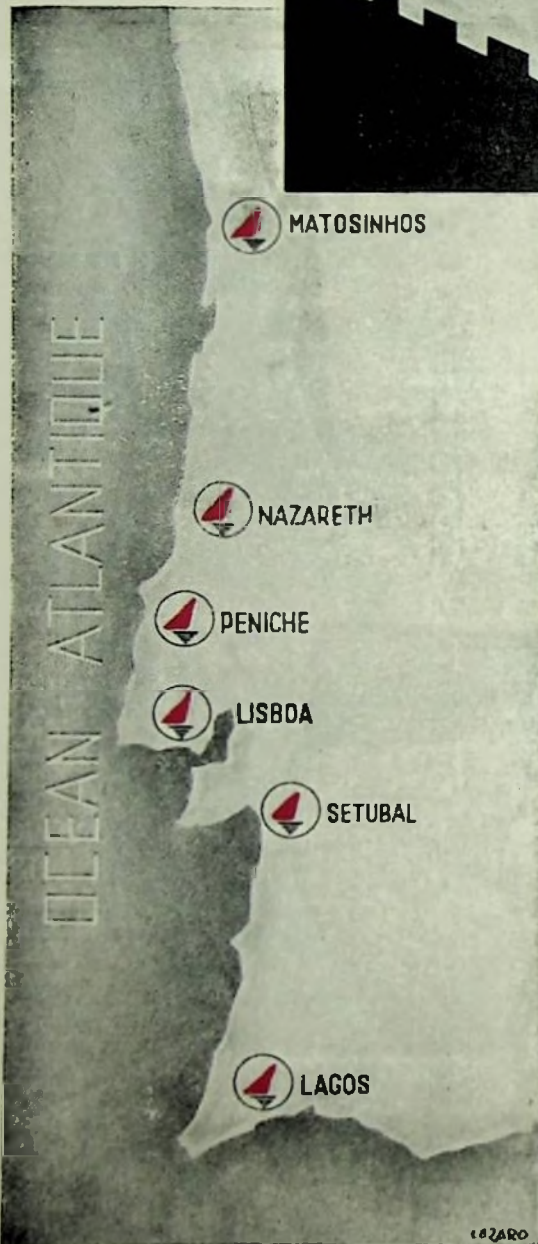 MATOSINHOS
OCEAN ATLANTIQUE
NAZARETH
PENICHE
LISBOA
SETUBAL
LAGOS
LAZARO